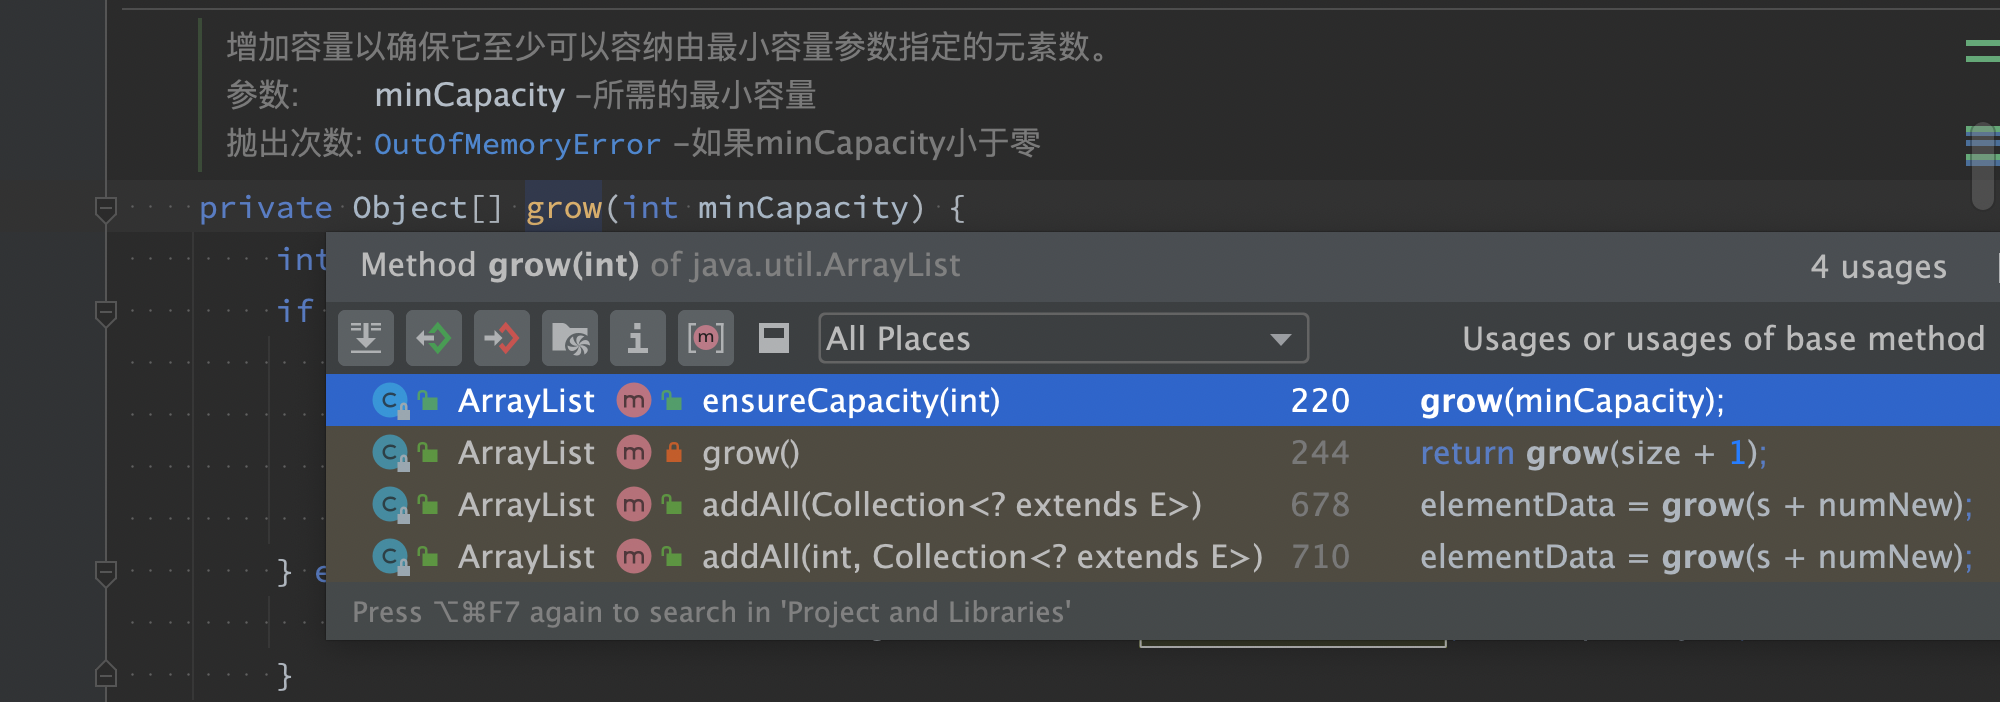 增加容量以确保它至少可以容纳由最小容量参数指定的元素数。
参数: minCapacity –所需的最小容量
抛出次数: OutOfMemoryError –如果minCapacity小于零
private Object[] grow(int minCapacity) {
int
Method grow(int) of java.util.ArrayList 4 usages
if
All Places Usages or usages of base method
ArrayList m ensureCapacity(int) 220 grow(minCapacity);
ArrayList m grow() 244 return grow(size + 1);
ArrayList m addAll(Collection<? extends E>) 678 elementData = grow(s + numNew);
ArrayList m addAll(int, Collection<? extends E>) 710 elementData = grow(s + numNew);
} e
Press ⌥⌘F7 again to search in 'Project and Libraries'
}